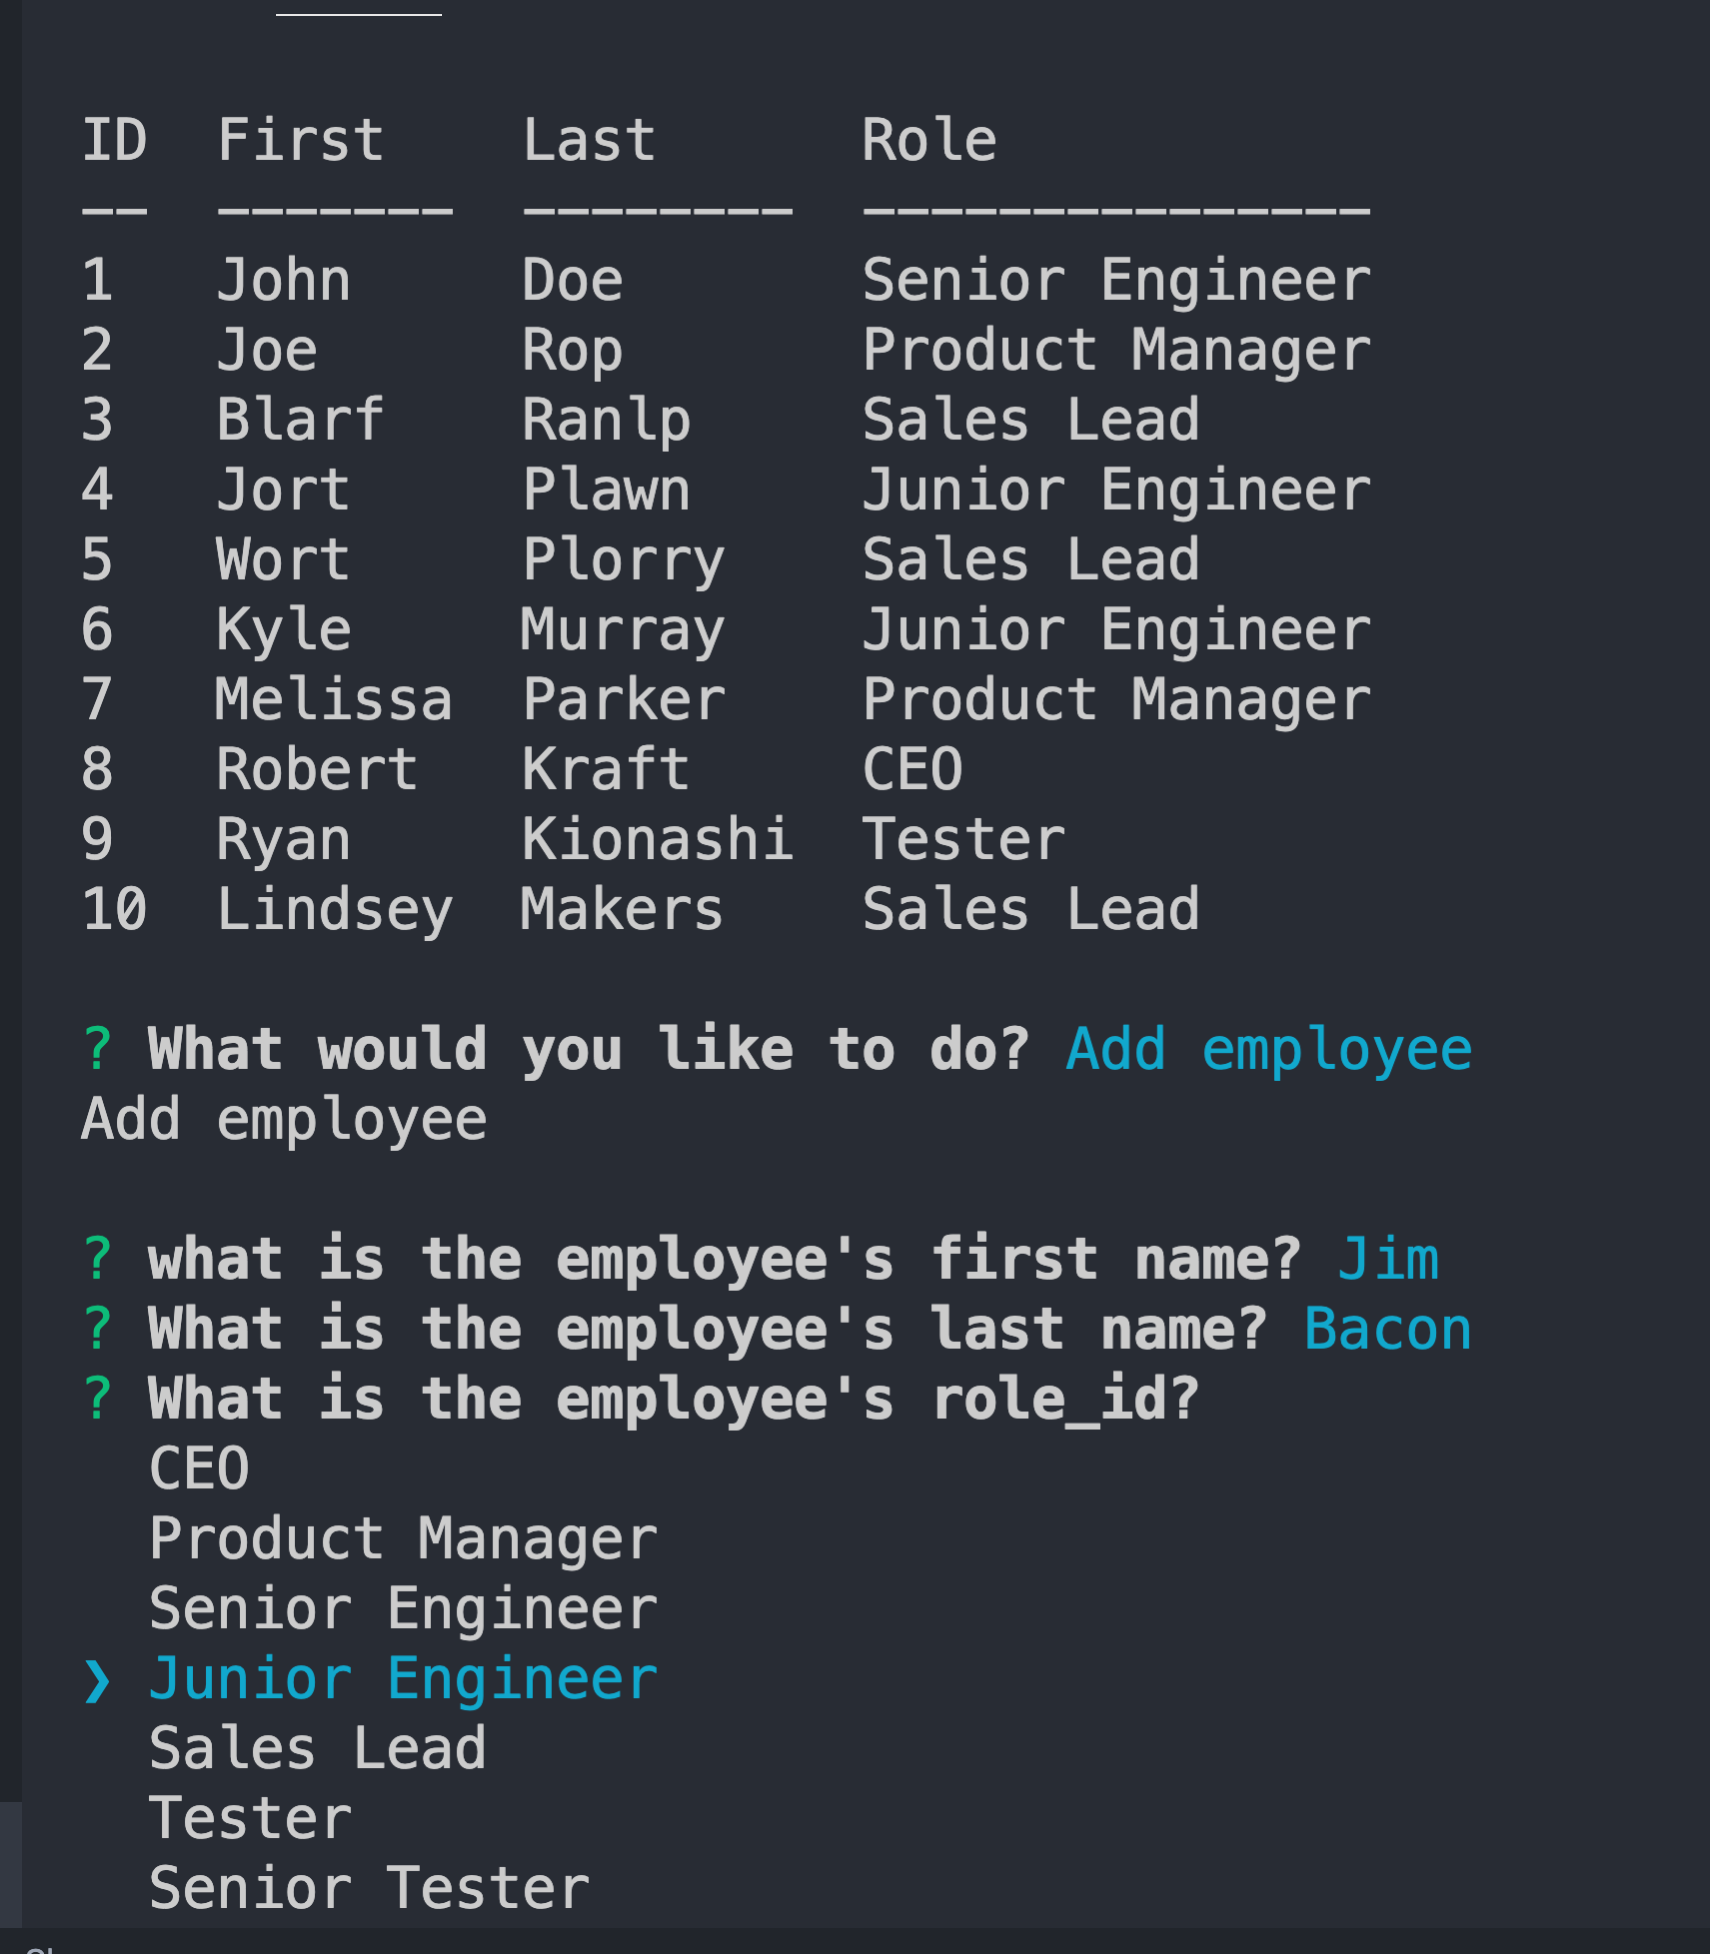 ID  First    Last      Role
--  -------  --------  ---------------
1   John     Doe       Senior Engineer
2   Joe      Rop       Product Manager
3   Blarf    Ranlp     Sales Lead
4   Jort     Plawn     Junior Engineer
5   Wort     Plorry    Sales Lead
6   Kyle     Murray    Junior Engineer
7   Melissa  Parker    Product Manager
8   Robert   Kraft     CEO
9   Ryan     Kionashi  Tester
10  Lindsey  Makers    Sales Lead
? What would you like to do? Add employee
Add employee
? what is the employee's first name? Jim
? What is the employee's last name? Bacon
? What is the employee's role_id?
CEO
Product Manager
Senior Engineer
❯ Junior Engineer
Sales Lead
Tester
Senior Tester